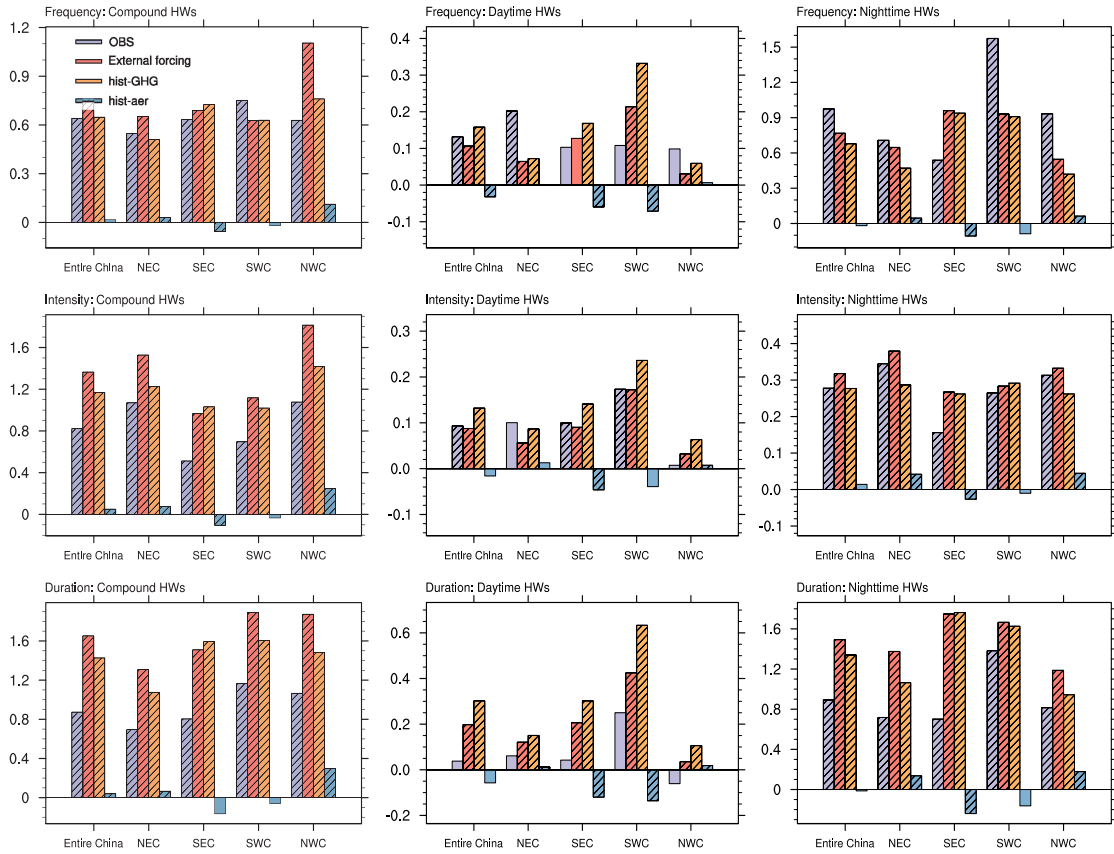 Frequency: Compound HWs
1.2
0.9
0.6
0.3
0
OBS
External forcing
hist-GHG
hist-aer
Entire China NEC SEC SWC NWC
Frequency: Daytime HWs
0.4
0.3
0.2
0.1
0.0
-0.1
Entire China NEC SEC SWC NWC
Frequency: Nighttime HWs
1.5
1.2
0.9
0.6
0.3
0
Entire China NEC SEC SWC NWC
Intensity: Compound HWs
1.6
1.2
0.8
0.4
0
Entire China NEC SEC SWC NWC
Intensity: Daytime HWs
0.3
0.2
0.1
0.0
-0.1
Entire China NEC SEC SWC NWC
Intensity: Nighttime HWs
0.4
0.3
0.2
0.1
0.0
-0.1
Entire China NEC SEC SWC NWC
Duration: Compound HWs
1.6
1.2
0.8
0.4
0
Entire China NEC SEC SWC NWC
Duration: Daytime HWs
0.6
0.4
0.2
0.0
-0.2
Entire China NEC SEC SWC NWC
Duration: Nighttime HWs
1.6
1.2
0.8
0.4
0
Entire China NEC SEC SWC NWC